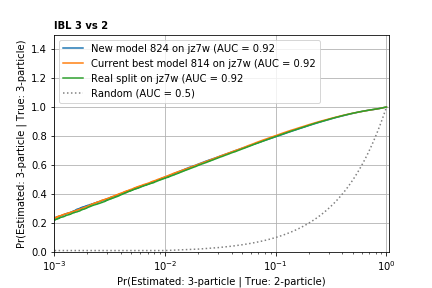 IBL 3 vs 2
New model 824 on jz7w (AUC = 0.92
Current best model 814 on jz7w (AUC = 0.92
Real split on jz7w (AUC = 0.92
Random (AUC = 0.5)
Pr(Estimated: 3-particle | True: 3-particle)
1.4
1.2
1.0
0.8
0.6
0.4
0.2
0.0
10⁻³
10⁻²
10⁻¹
10⁰
Pr(Estimated: 3-particle | True: 2-particle)